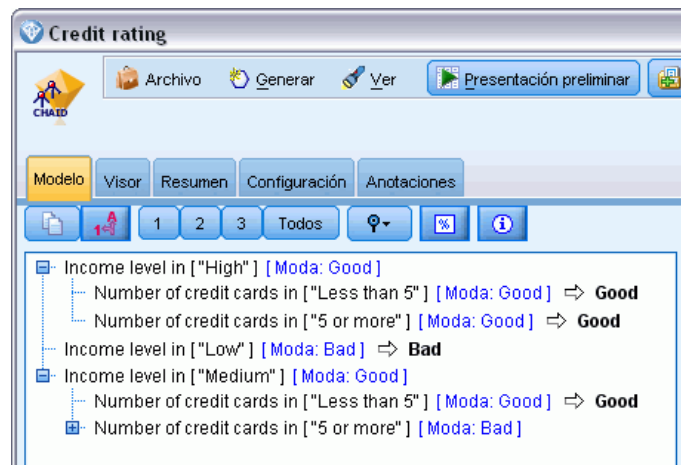 Credit rating
CHAID
Archivo Generar Ver Presentación preliminar
Modelo Visor Resumen Configuración Anotaciones
A 1 1 2 3 Todos %
Income level in ["High"] [Moda: Good]
Number of credit cards in ["Less than 5"] [Moda: Good] ⇨ Good
Number of credit cards in ["5 or more"] [Moda: Good] ⇨ Good
Income level in ["Low"] [Moda: Bad] ⇨ Bad
Income level in ["Medium"] [Moda: Good]
Number of credit cards in ["Less than 5"] [Moda: Good] ⇨ Good
Number of credit cards in ["5 or more"] [Moda: Bad]